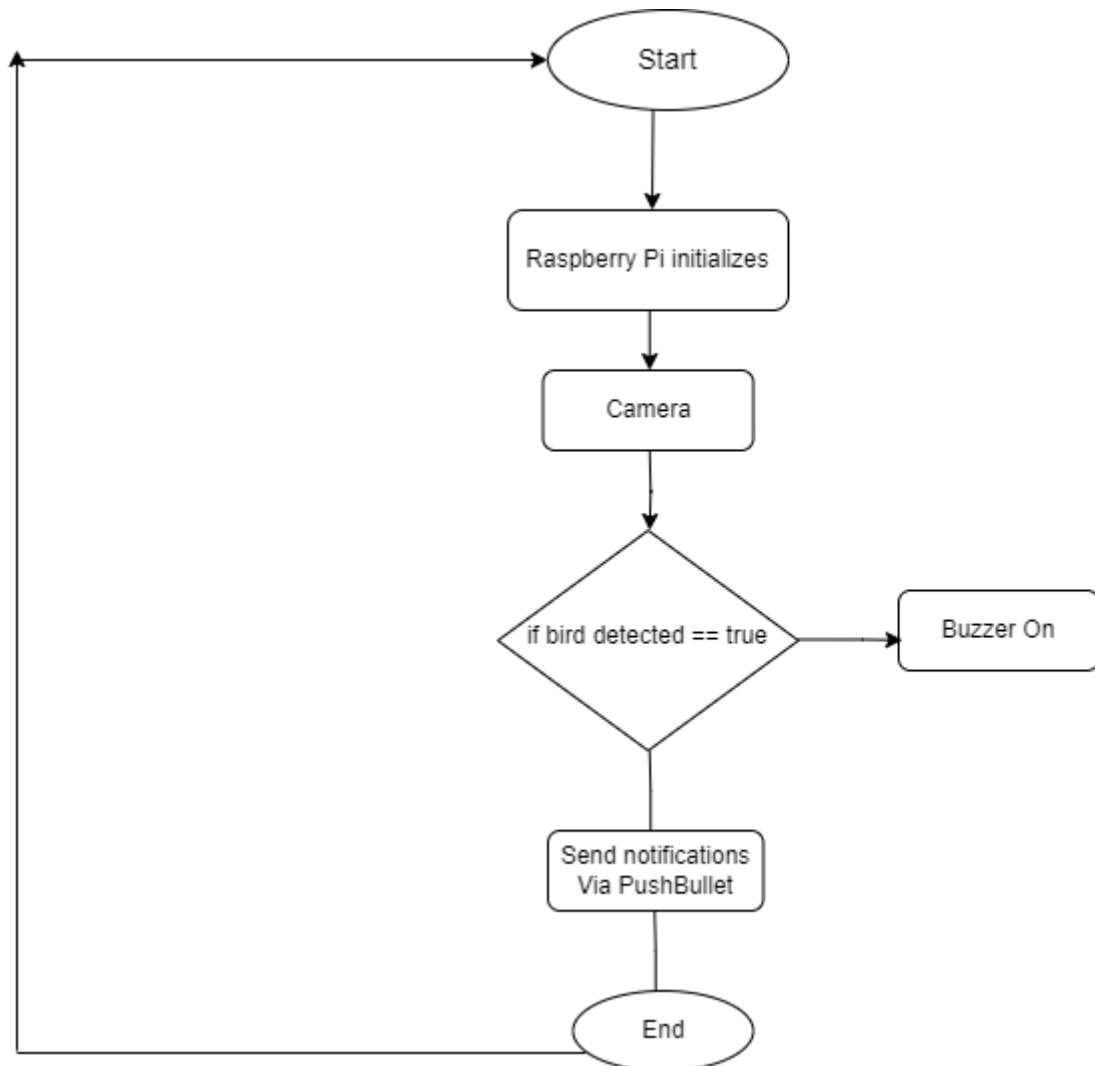 Start
Raspberry Pi initializes
Camera
if bird detected == true
Buzzer On
Send notifications
Via PushBullet
End